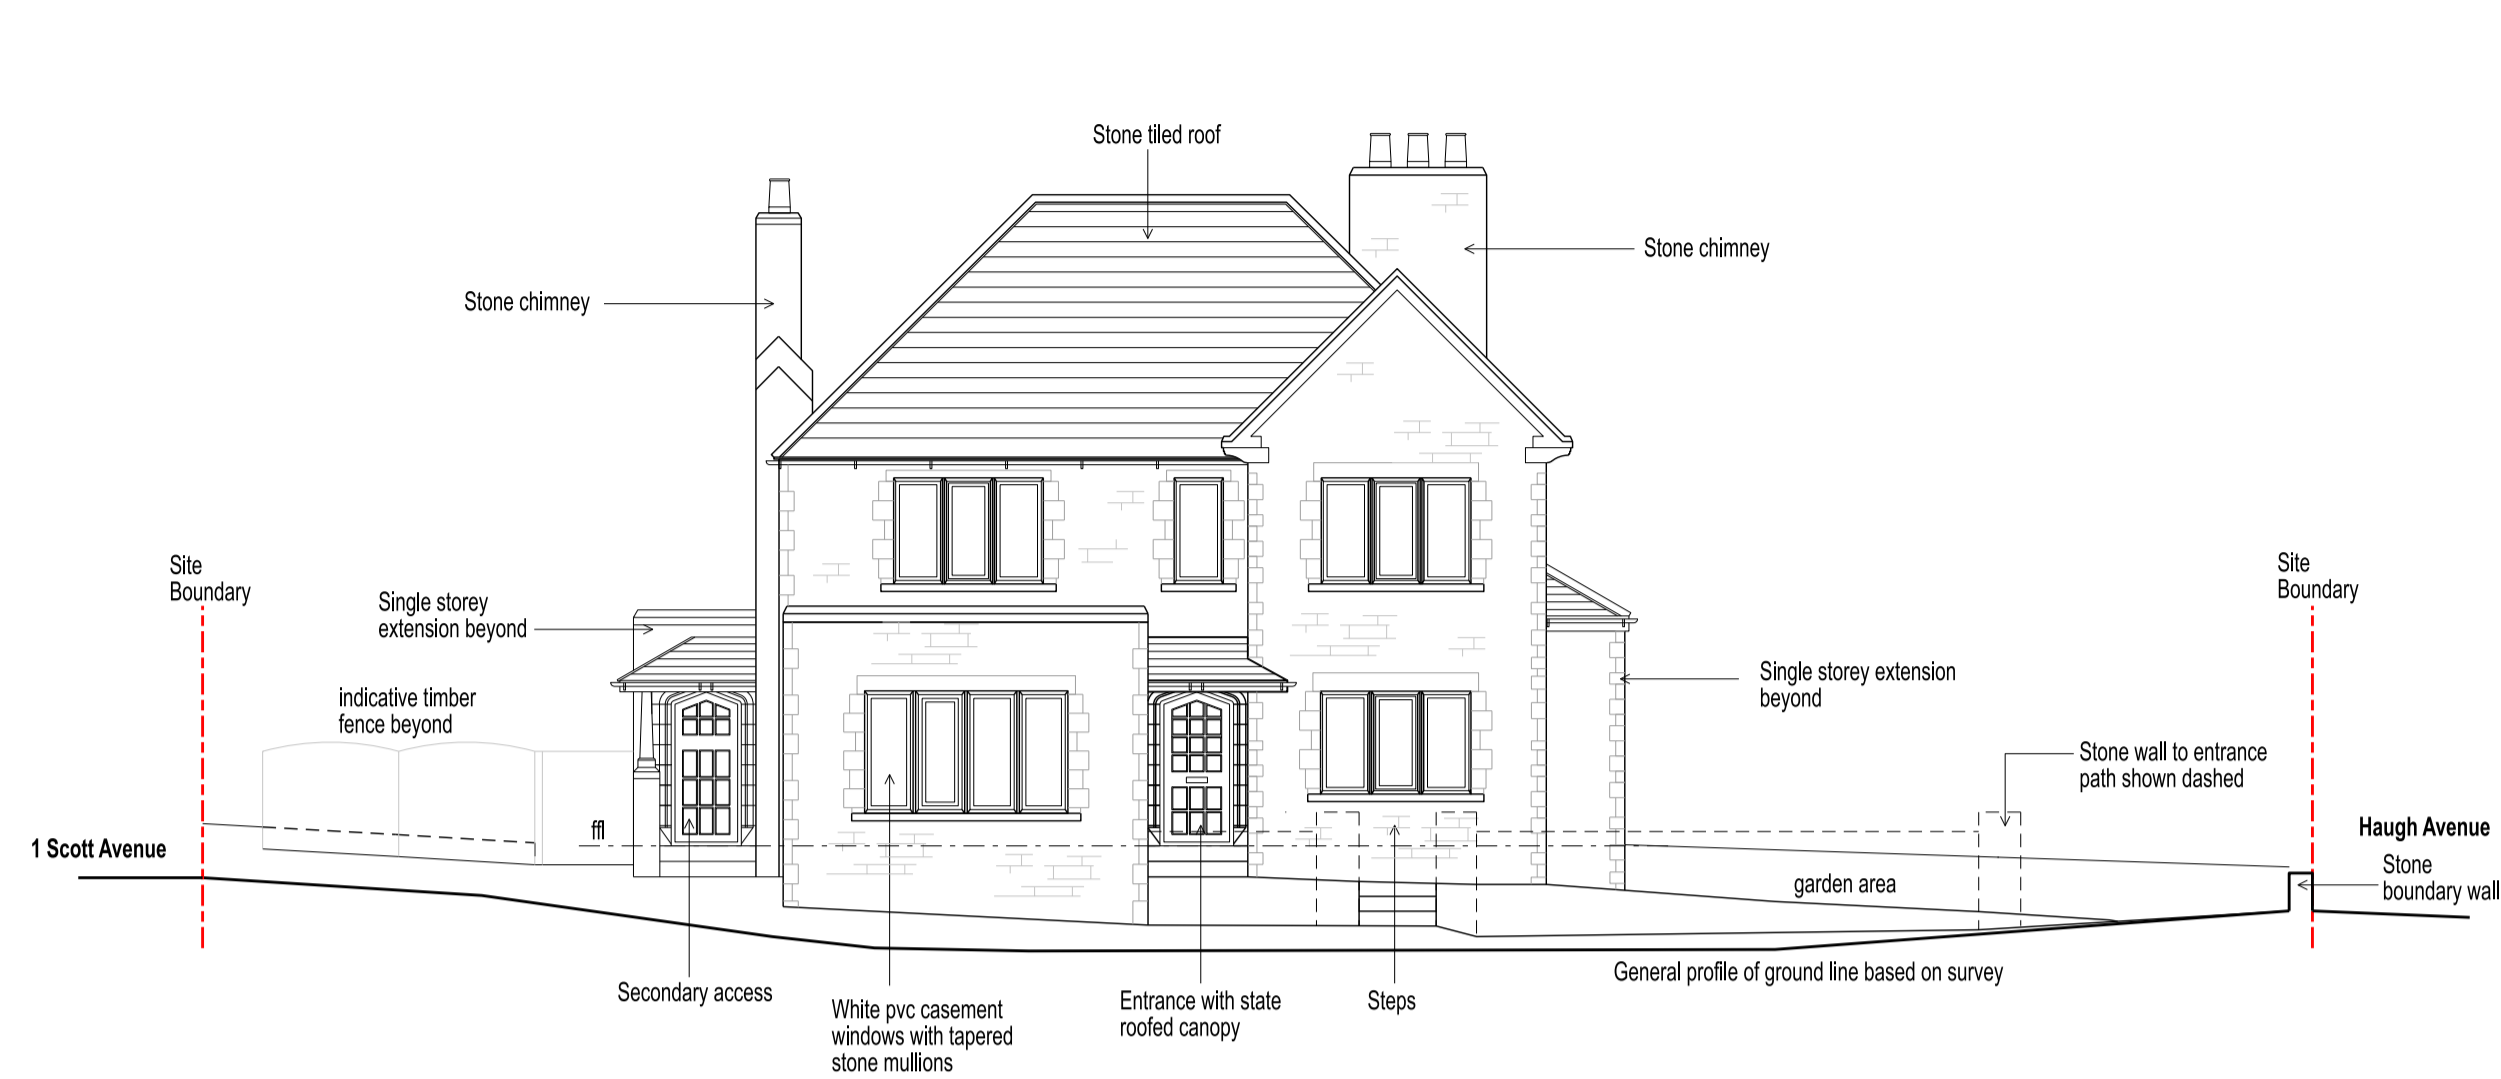 Stone tiled roof
Stone chimney
Stone chimney
Site
Boundary
Single storey
extension beyond
indicative timber
fence beyond
ffl
1 Scott Avenue
Site
Boundary
Single storey extension
beyond
Stone wall to entrance
path shown dashed
Haugh Avenue
Stone
boundary wall
garden area
General profile of ground line based on survey
Secondary access
White pvc casement
windows with tapered
stone mullions
Entrance with state
roofed canopy
Steps